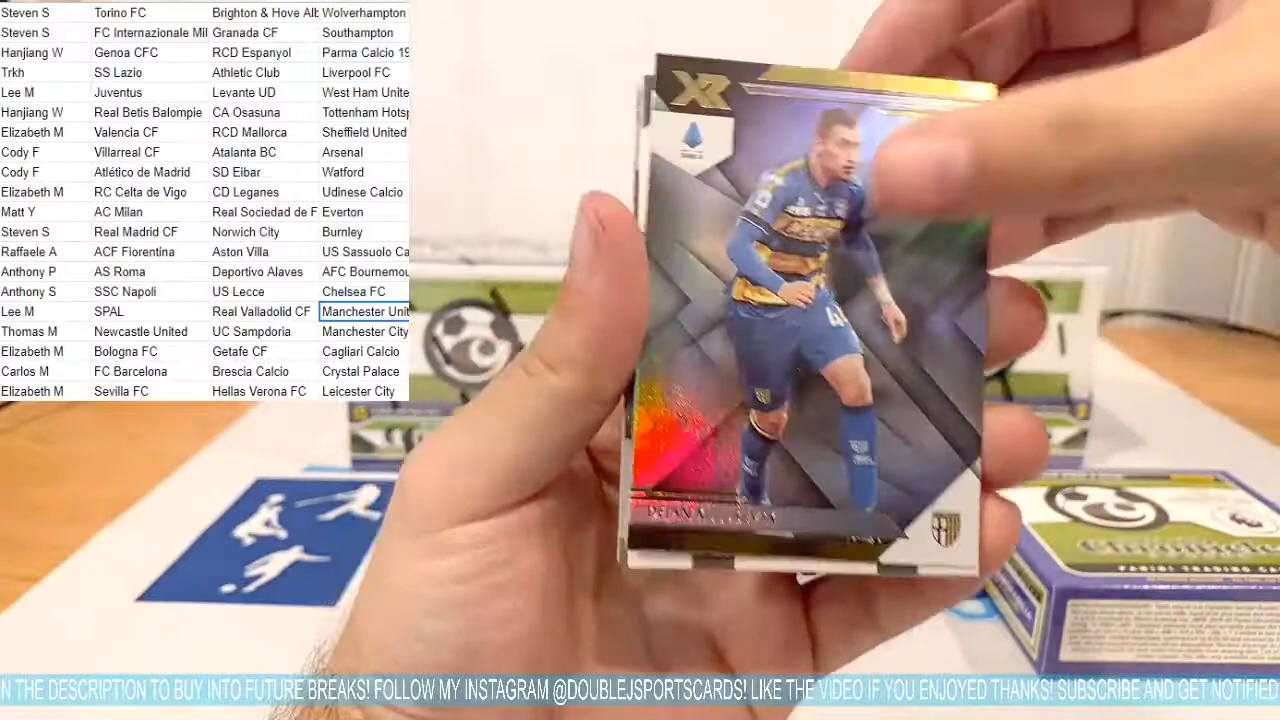 Steven S Torino FC Brighton & Hove Alb Wolverhampton
Steven S FC Internazionale Mil Granada CF Southampton
Hanjiang W Genoa CFC RCD Espanyol Parma Calcio 19
Trkh SS Lazio Athletic Club Liverpool FC
Lee M Juventus Levante UD West Ham Unite
Hanjiang W Real Betis Balompie CA Osasuna Tottenham Hotsp
Elizabeth M Valencia CF RCD Mallorca Sheffield United
Cody F Villarreal CF Atalanta BC Arsenal
Cody F Atlético de Madrid SD Eibar Watford
Elizabeth M RC Celta de Vigo CD Leganes Udinese Calcio
Matt Y AC Milan Real Sociedad de F Everton
Steven S Real Madrid CF Norwich City Burnley
Raffaele A ACF Fiorentina Aston Villa US Sassuolo Ca
Anthony P AS Roma Deportivo Alaves AFC Bournemou
Anthony S SSC Napoli US Lecce Chelsea FC
Lee M SPAL Real Valladolid CF Manchester Unit
Thomas M Newcastle United UC Sampdoria Manchester City
Elizabeth M Bologna FC Getafe CF Cagliari Calcio
Carlos M FC Barcelona Brescia Calcio Crystal Palace
Elizabeth M Sevilla FC Hellas Verona FC Leicester City
XR
DEJAN
Chronicle
PANINI TRADING CA
N THE DESCRIPTION TO BUY INTO FUTURE BREAKS! FOLLOW MY INSTAGRAM @DOUBLEJSPORTSCARDS! LIKE THE VIDEO IF YOU ENJOYED THANKS! SUBSCRIBE AND GET NOTIFIED